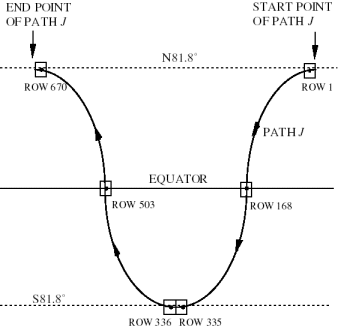 END POINT
OF PATH J
START POINT
OF PATH J
N81.8°
ROW 670
ROW 1
PATH J
EQUATOR
ROW 503
ROW 168
S81.8°
ROW 336
ROW 335